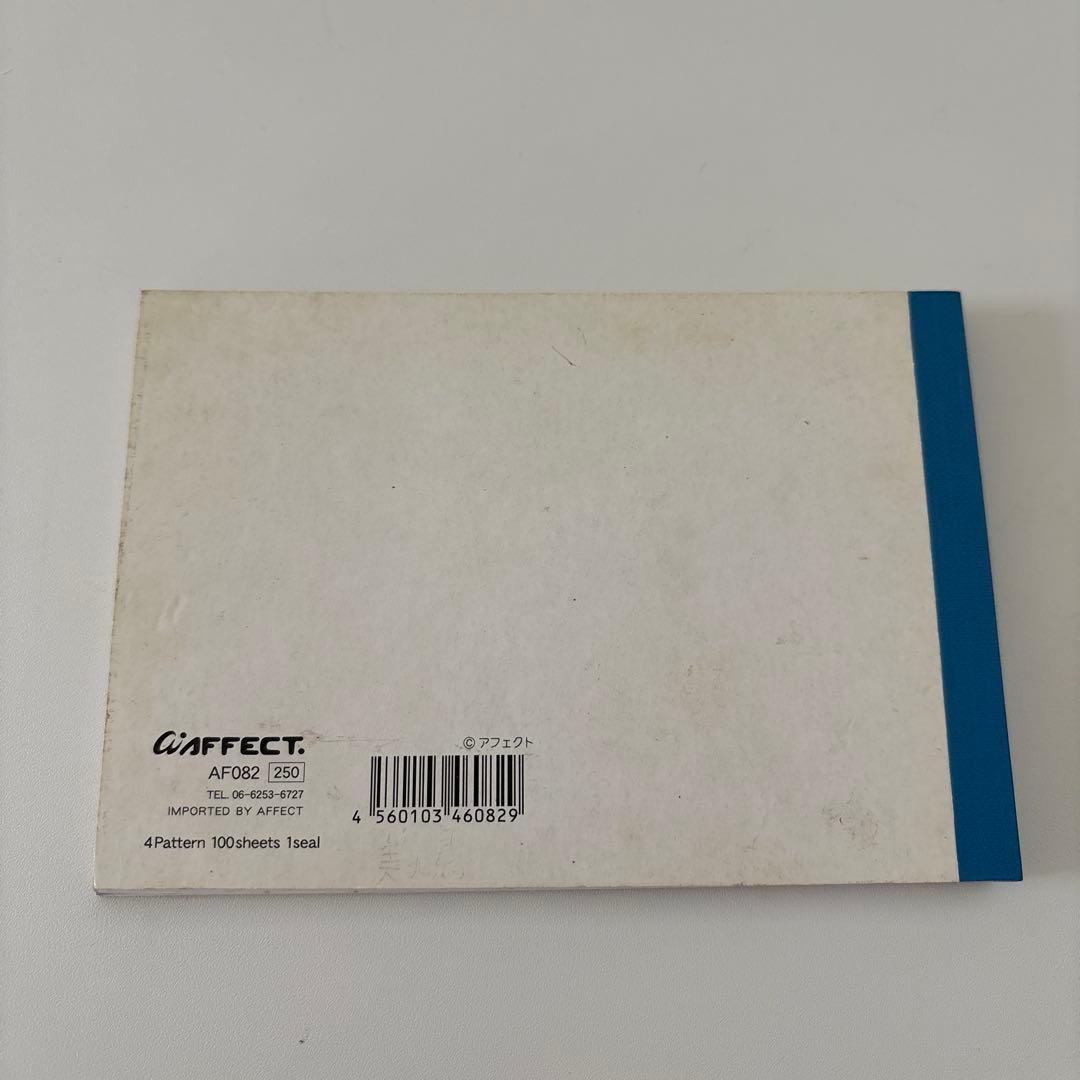 AFFECT.
© アフェクト
AF082 250
TEL. 06-6253-6727
IMPORTED BY AFFECT
4 560103 460829
4Pattern 100sheets 1seal